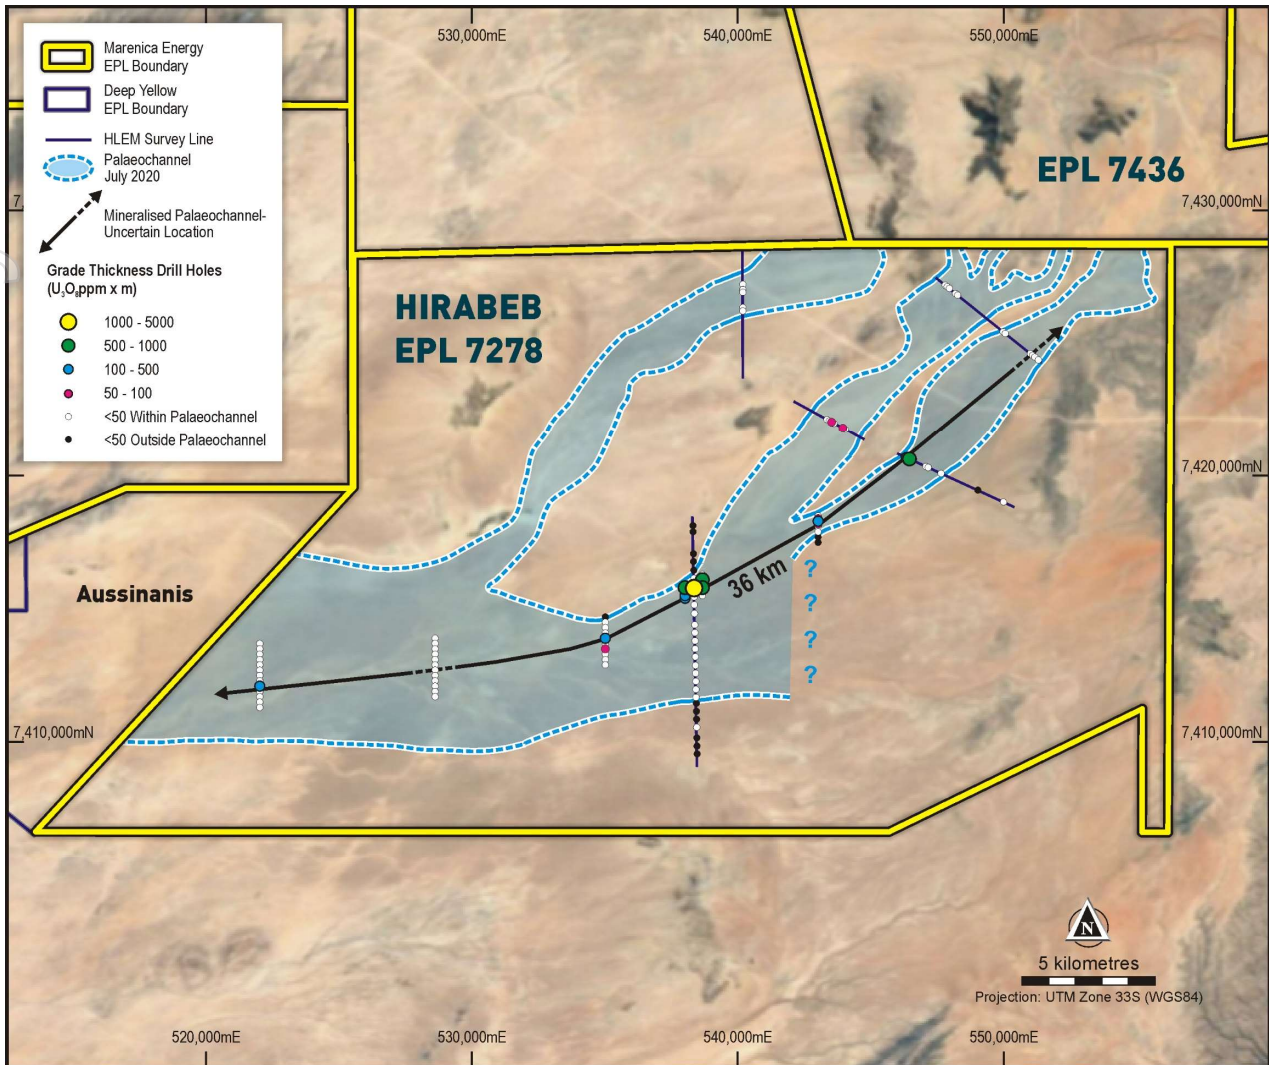 Marenica Energy
EPL Boundary
Deep Yellow
EPL Boundary
HLEM Survey Line
Palaeochannel
July 2020
Mineralised Palaeochannel-
Uncertain Location
Grade Thickness Drill Holes
(U₃O₈ppm x m)
1000 - 5000
500 - 1000
100 - 500
50 - 100
<50 Within Palaeochannel
<50 Outside Palaeochannel
530,000mE
540,000mE
550,000mE
EPL 7436
7,430,000mN
HIRABEB
EPL 7278
7,420,000mN
Aussinanis
36 km
?
?
?
?
7,410,000mN
7,410,000mN
N
5 kilometres
Projection: UTM Zone 33S (WGS84)
520,000mE
530,000mE
540,000mE
550,000mE